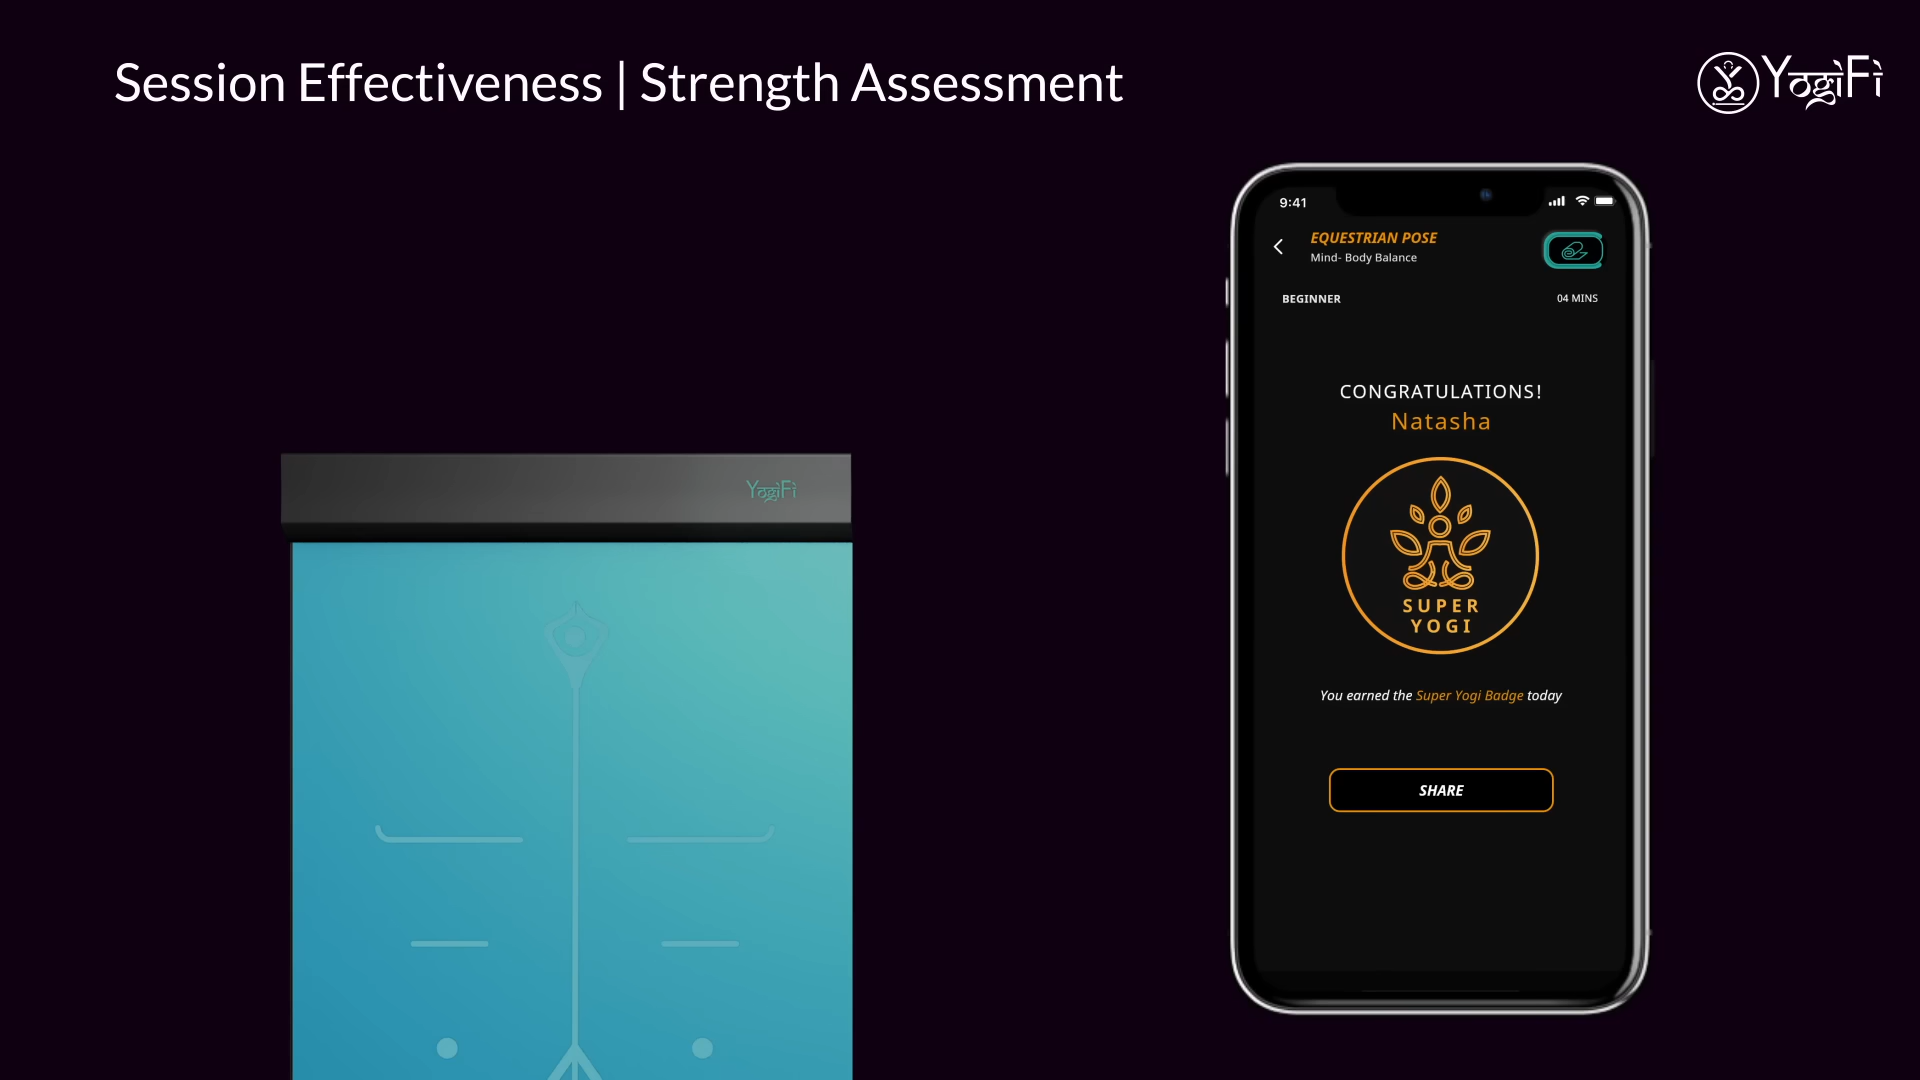 Session Effectiveness | Strength Assessment
YogiFi
9:41
EQUESTRIAN POSE
Mind- Body Balance
BEGINNER
04 MINS
CONGRATULATIONS!
Natasha
SUPER
YOGI
You earned the Super Yogi Badge today
SHARE
YogiFi